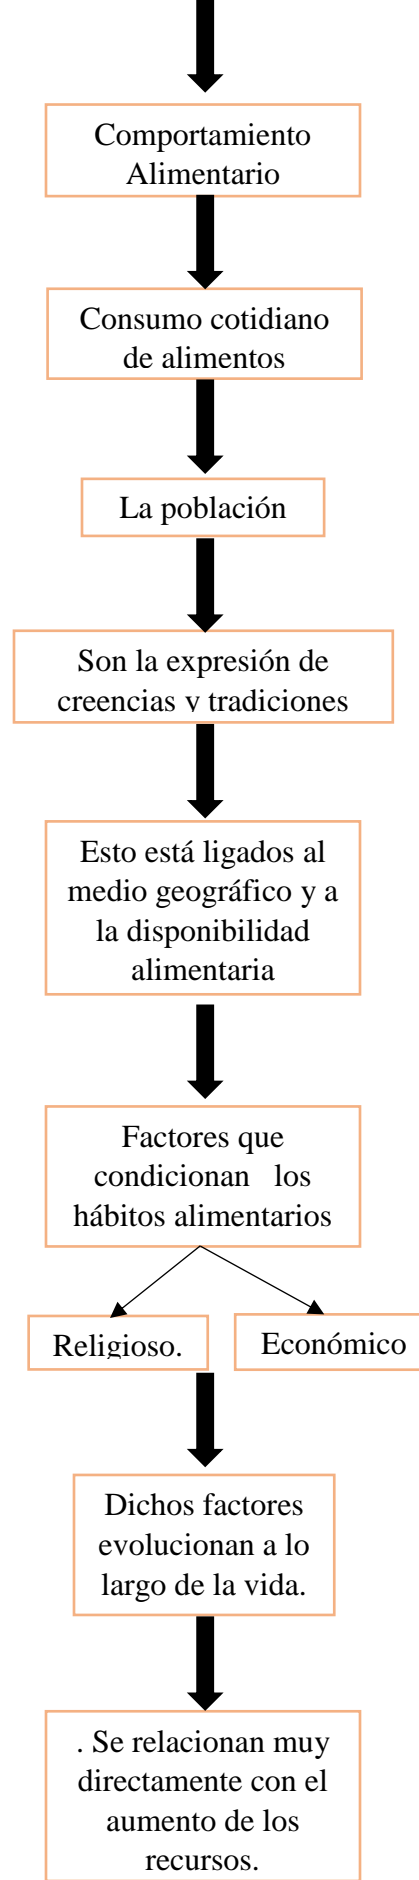 Comportamiento
Alimentario
Consumo cotidiano
de alimentos
La población
Son la expresión de
creencias y tradiciones
Esto está ligados al
medio geográfico y a
la disponibilidad
alimentaria
Factores que
condicionan los
hábitos alimentarios
Religioso.
Económico
Dichos factores
evolucionan a lo
largo de la vida.
. Se relacionan muy
directamente con el
aumento de los
recursos.